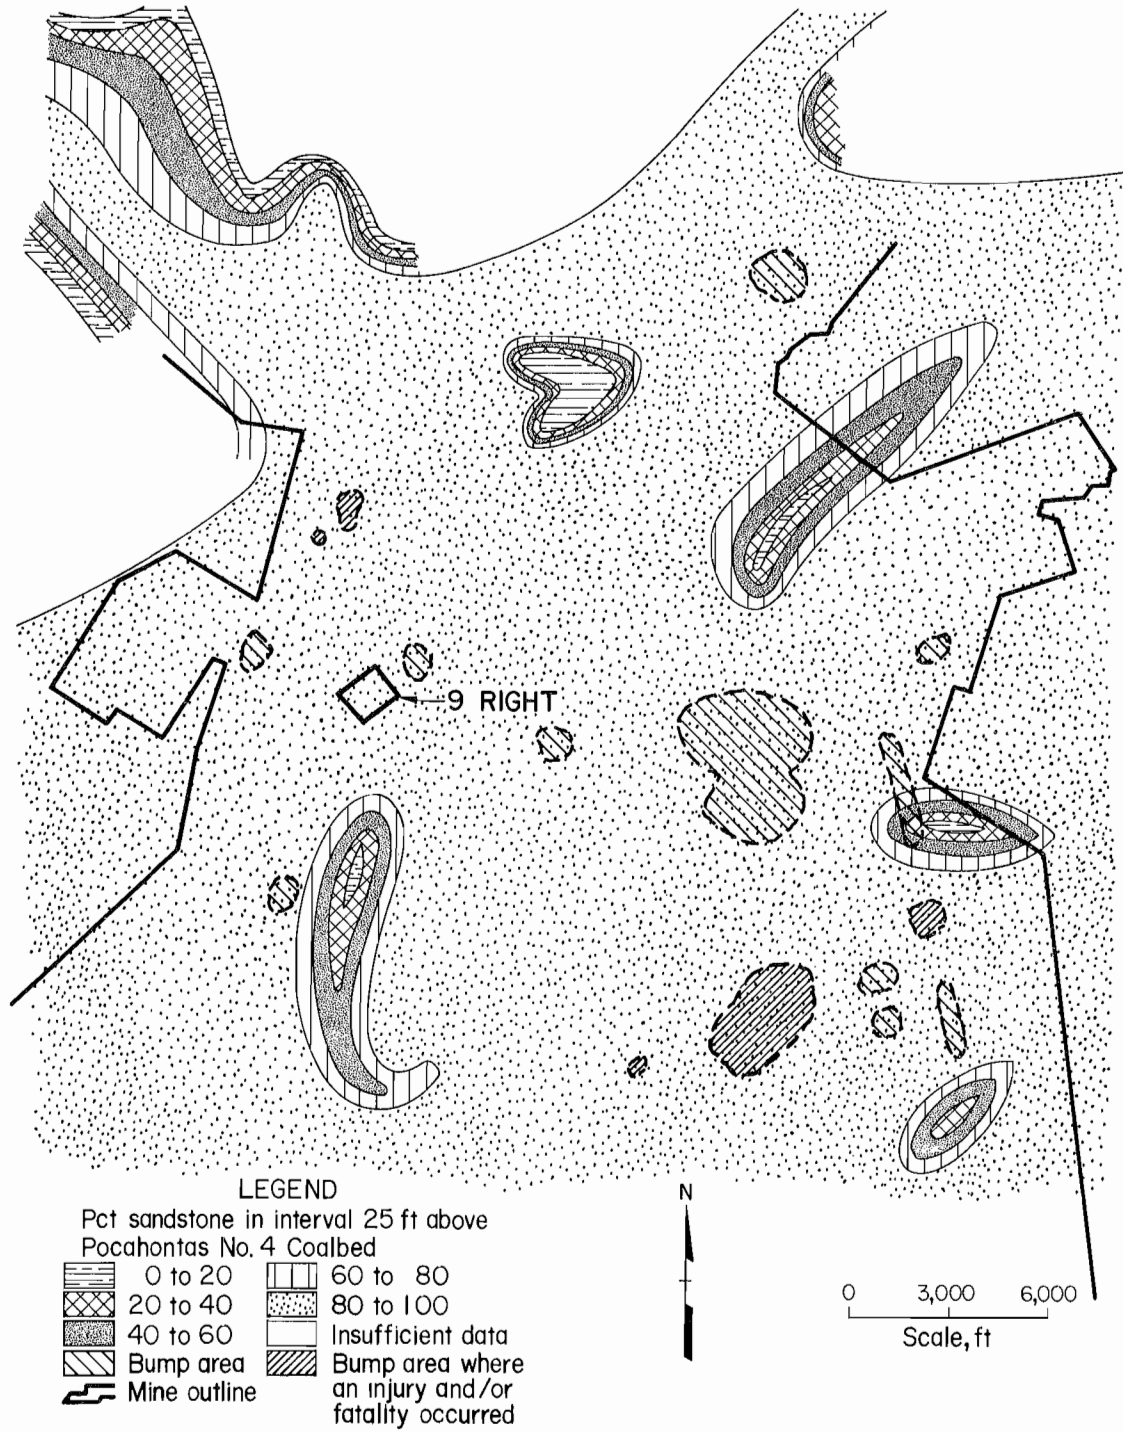 9 RIGHT
LEGEND
Pct sandstone in interval 25 ft above
Pocahontas No. 4 Coalbed
0 to 20
60 to 80
20 to 40
80 to 100
40 to 60
Insufficient data
Bump area
Bump area where
an injury and/or
fatality occurred
Mine outline
N
0 3,000 6,000
Scale, ft